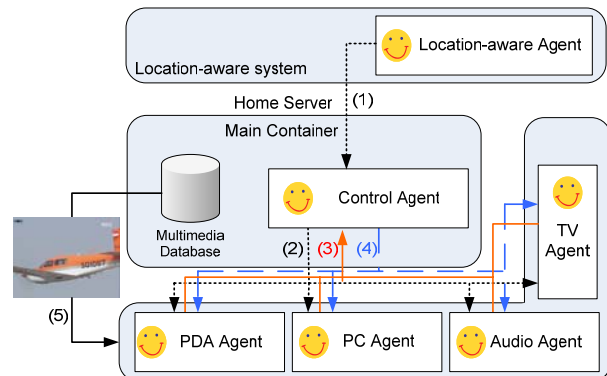 Location-aware Agent
Location-aware system
Home Server
(1)
Main Container
Control Agent
Multimedia
Database
(2)
(3)
(4)
TV
Agent
(5)
PDA Agent
PC Agent
Audio Agent